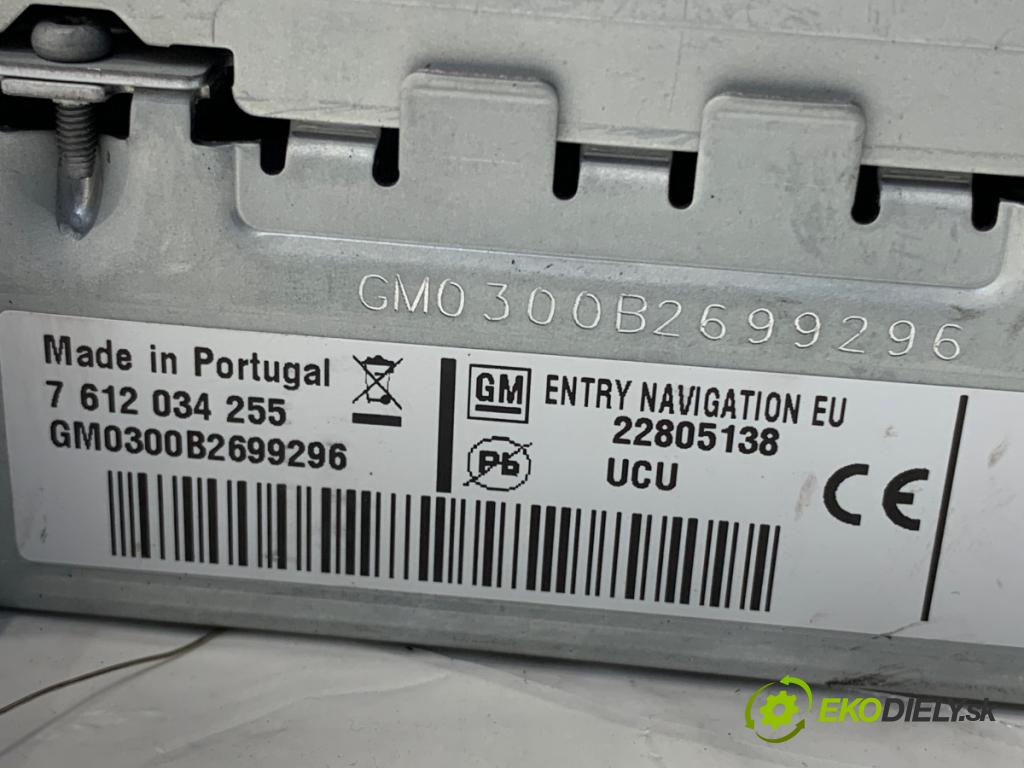 GM0300B2699296
Made in Portugal
7 612 034 255
GM0300B2699296
GM ENTRY NAVIGATION EU
22805138
Pb UCU
CE
EKODIELY.sk